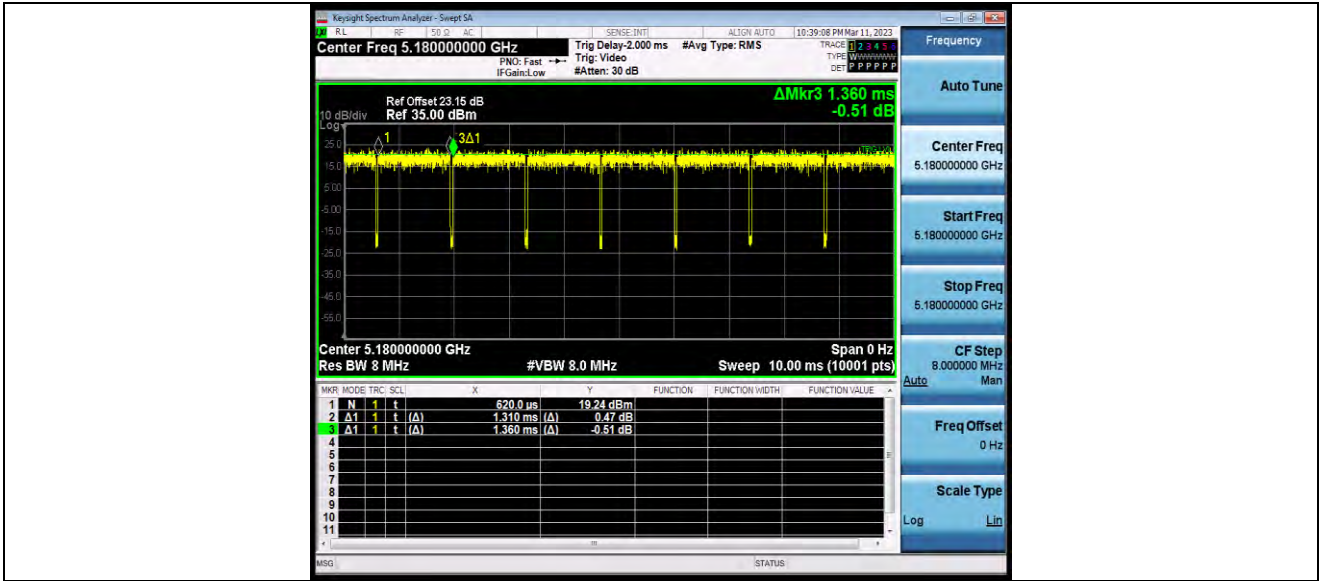 Keysight Spectrum Analyzer - Swept SA
RL RF 50 Ω AC SENSE:INT ALIGN AUTO 10:39:08 PM Mar 11, 2023
Center Freq 5.180000000 GHz
PNO: Fast
IFGain:Low
Trig Delay-2.000 ms
Trig: Video
#Atten: 30 dB
#Avg Type: RMS
TRACE 1 2 3 4 5 6
TYPE WWWWWW
DET P P P P P P
Frequency
Auto Tune
Center Freq
5.180000000 GHz
Start Freq
5.180000000 GHz
Stop Freq
5.180000000 GHz
CF Step
8.000000 MHz
Auto Man
Freq Offset
0 Hz
Scale Type
Log Lin
ΔMkr3 1.360 ms
-0.51 dB
Ref Offset 23.15 dB
10 dB/div Ref 35.00 dBm
Log
1
3Δ1
25.0
15.0
5.00
-5.00
-15.0
-25.0
-35.0
-45.0
-55.0
Center 5.180000000 GHz Span 0 Hz
Res BW 8 MHz #VBW 8.0 MHz Sweep 10.00 ms (10001 pts)
MKR MODE TRC SCL X Y FUNCTION FUNCTION WIDTH FUNCTION VALUE
1 N 1 t 620.0 µs 19.24 dBm
2 Δ1 1 t (Δ) 1.310 ms (Δ) 0.47 dB
3 Δ1 1 t (Δ) 1.360 ms (Δ) -0.51 dB
4
5
6
7
8
9
10
11
MSG STATUS